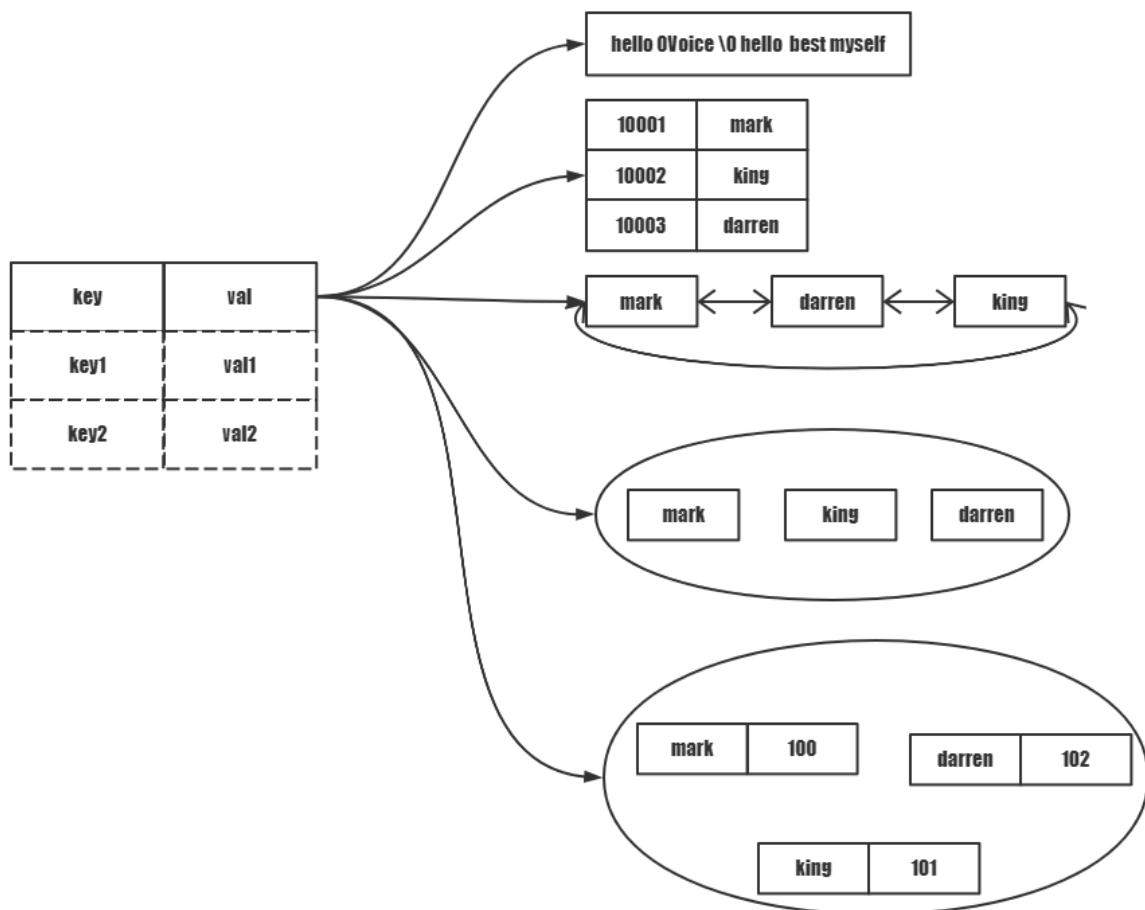 hello 0Voice \0 hello best myself
10001 mark
10002 king
10003 darren
key val
key1 val1
key2 val2
mark darren king
mark king darren
mark 100
darren 102
king 101